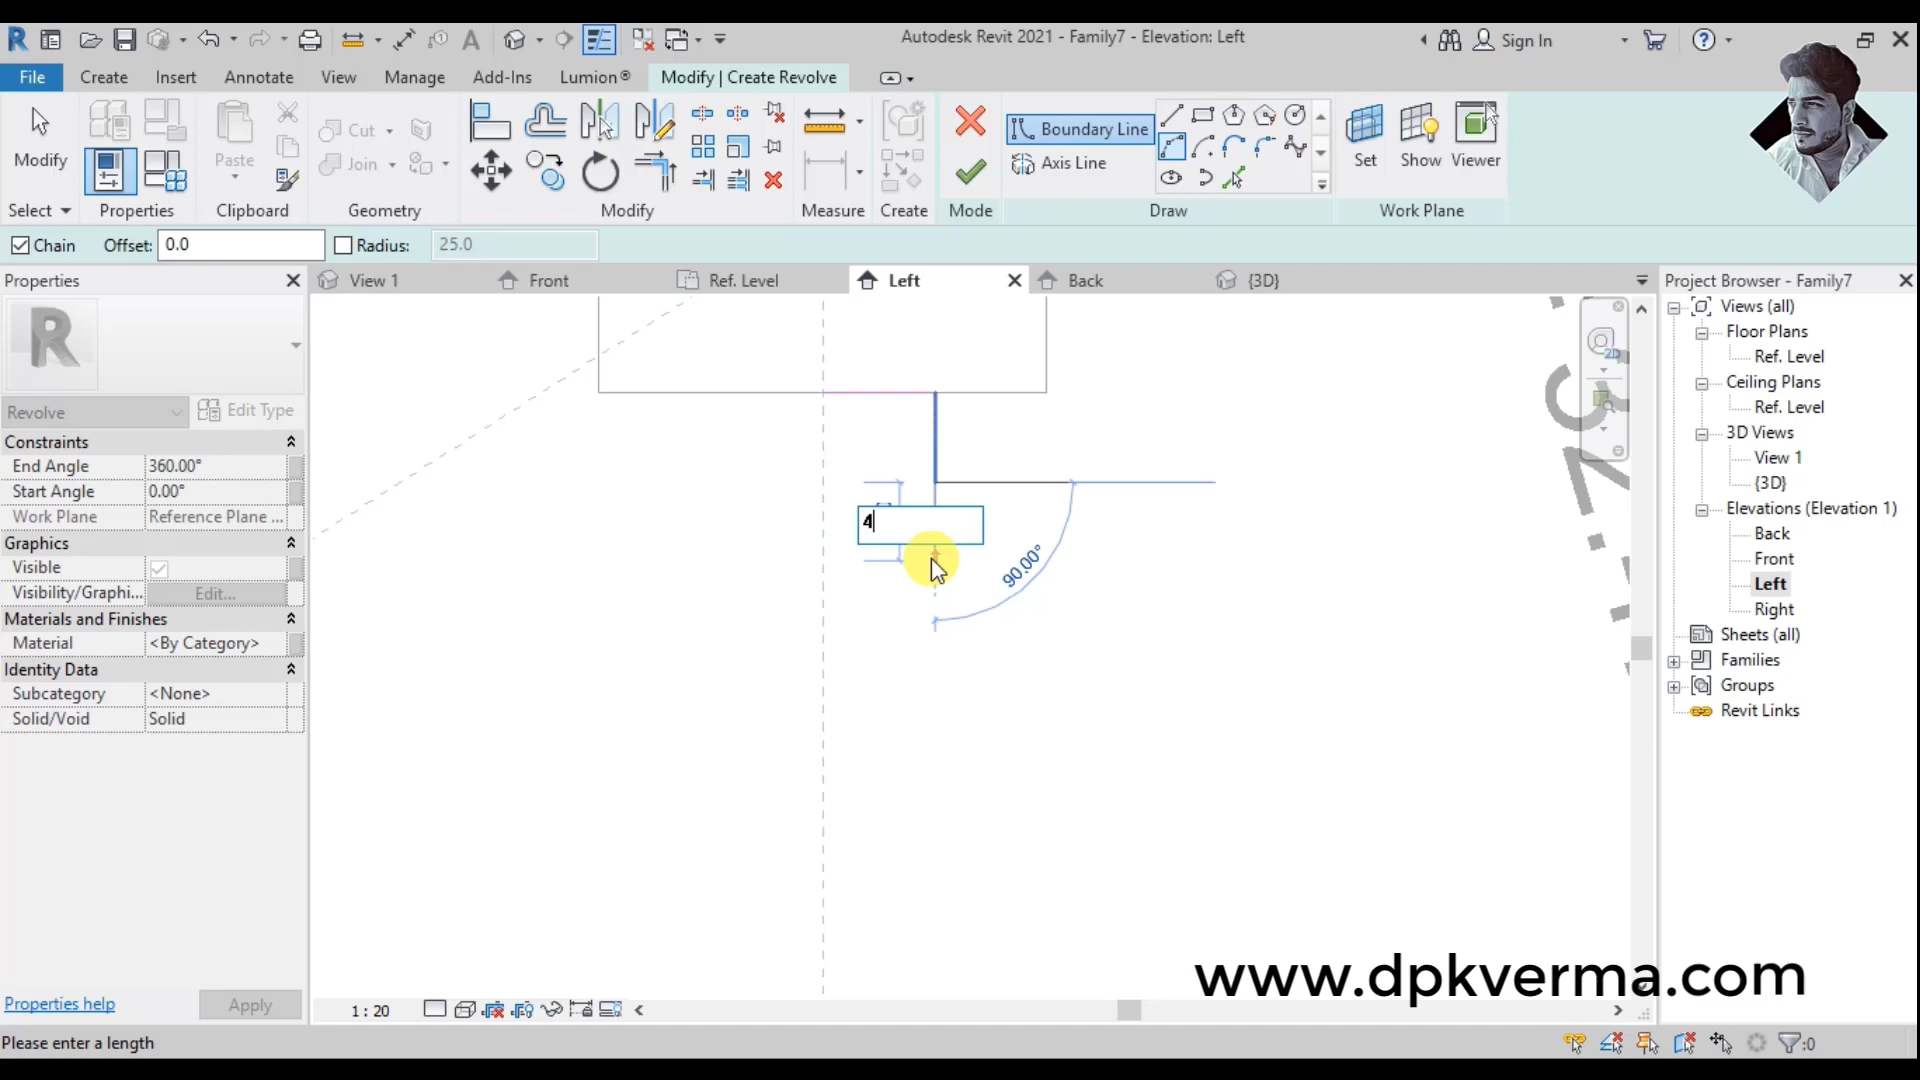 Autodesk Revit 2021 - Family7 - Elevation: Left
Sign In
File
Create
Insert
Annotate
View
Manage
Add-Ins
Lumion®
Modify | Create Revolve
Modify
Paste
Cut
Join
Boundary Line
Axis Line
Set
Show
Viewer
Select
Properties
Clipboard
Geometry
Modify
Measure
Create
Mode
Draw
Work Plane
Chain
Offset:
0.0
Radius:
25.0
Properties
View 1
Front
Ref. Level
Left
Back
{3D}
Project Browser - Family7
Revolve
Edit Type
Constraints
End Angle
360.00°
Start Angle
0.00°
Work Plane
Reference Plane ...
Graphics
Visible
Visibility/Graphi...
Edit...
Materials and Finishes
Material
<By Category>
Identity Data
Subcategory
<None>
Solid/Void
Solid
Properties help
Apply
4
90.00°
2D
Views (all)
Floor Plans
Ref. Level
Ceiling Plans
Ref. Level
3D Views
View 1
{3D}
Elevations (Elevation 1)
Back
Front
Left
Right
Sheets (all)
Families
Groups
Revit Links
www.dpkverma.com
1 : 20
Please enter a length
:0